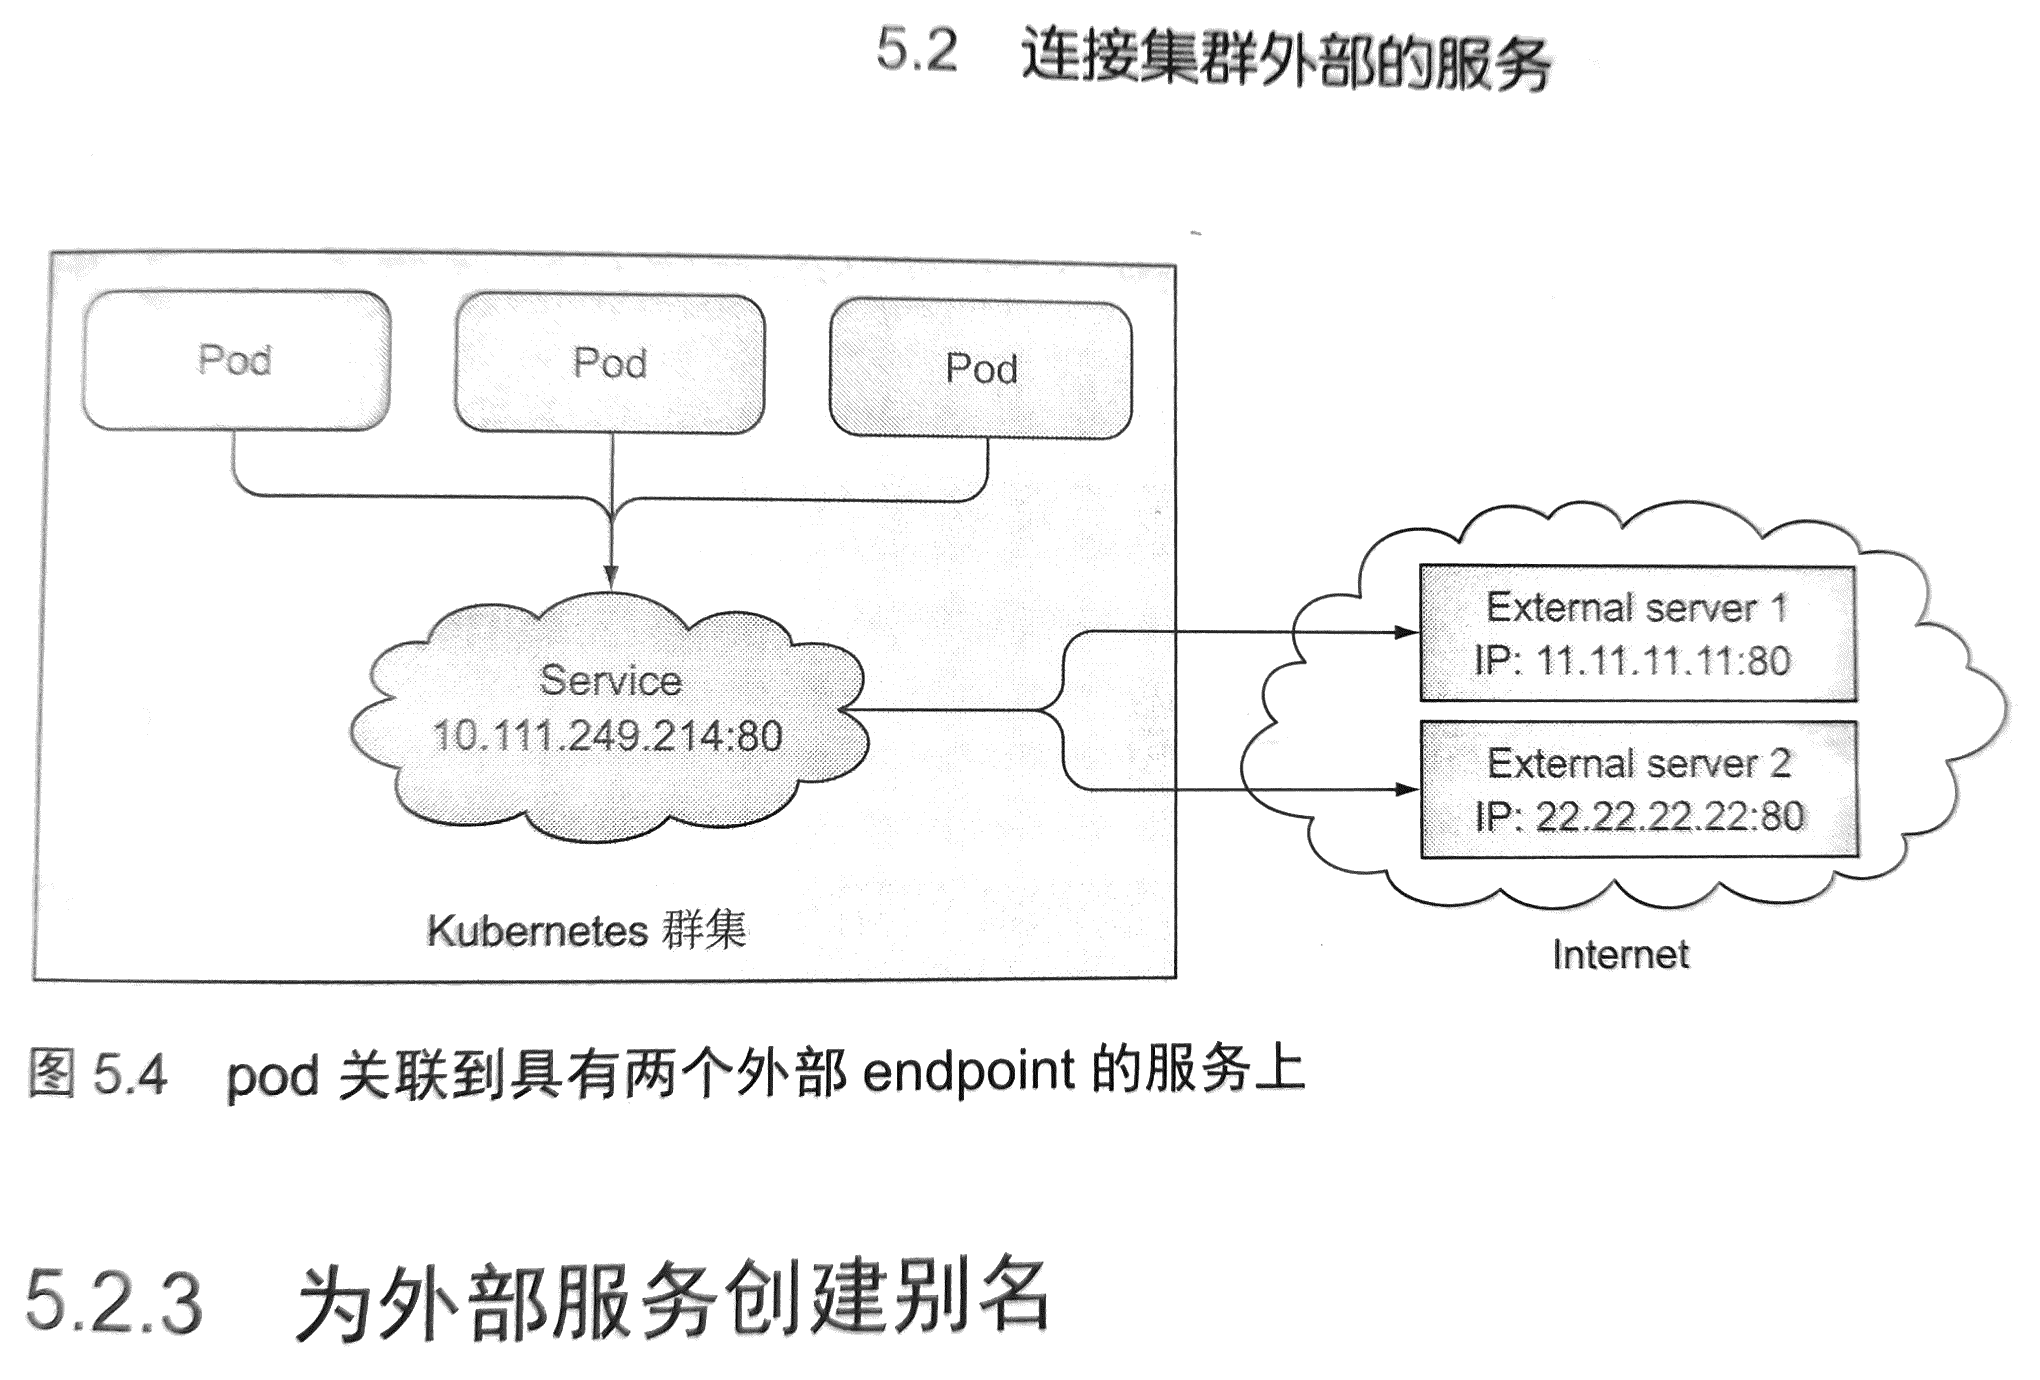 5.2 连接集群外部的服务
Pod
Pod
Pod
Service
10.111.249.214:80
Kubernetes 群集
External server 1
IP: 11.11.11.11:80
External server 2
IP: 22.22.22.22:80
Internet
图 5.4 pod 关联到具有两个外部 endpoint 的服务上
5.2.3 为外部服务创建别名